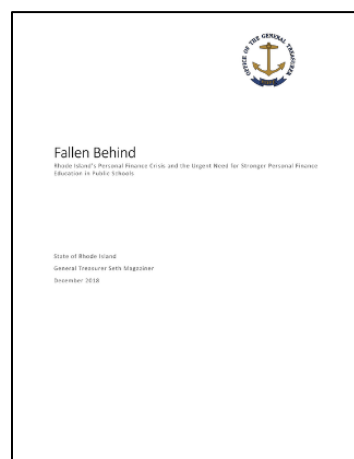 OFFICE OF THE GENERAL TREASURER
Fallen Behind
Rhode Island's Personal Finance Crisis and the Urgent Need for Stronger Personal Finance
Education in Public Schools
State of Rhode Island
General Treasurer Seth Magaziner
December 2018